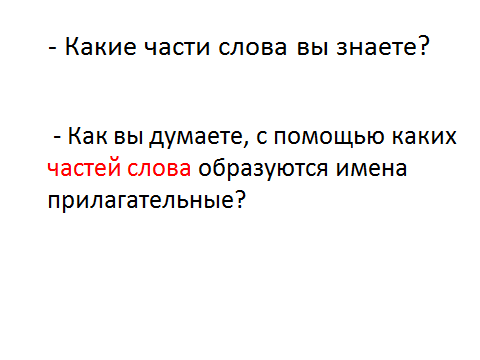 - Какие части слова вы знаете?
- Как вы думаете, с помощью каких
частей слова образуются имена
прилагательные?